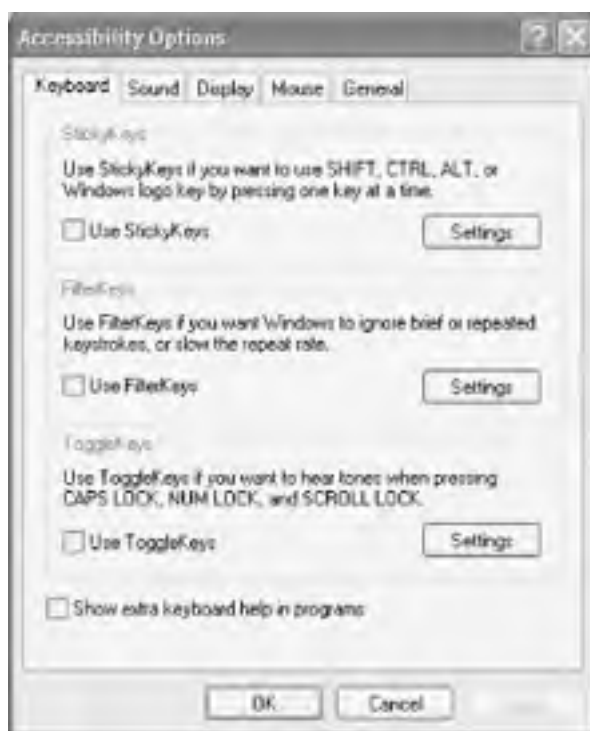 Accessibility Options
Keyboard Sound Display Mouse General
StickyKeys
Use StickyKeys if you want to use SHIFT, CTRL, ALT, or
Windows logo key by pressing one key at a time.
Use StickyKeys Settings
FilterKeys
Use FilterKeys if you want Windows to ignore brief or repeated
keystrokes, or slow the repeat rate.
Use FilterKeys Settings
ToggleKeys
Use ToggleKeys if you want to hear tones when pressing
CAPS LOCK, NUM LOCK, and SCROLL LOCK.
Use ToggleKeys Settings
Show extra keyboard help in programs
OK Cancel